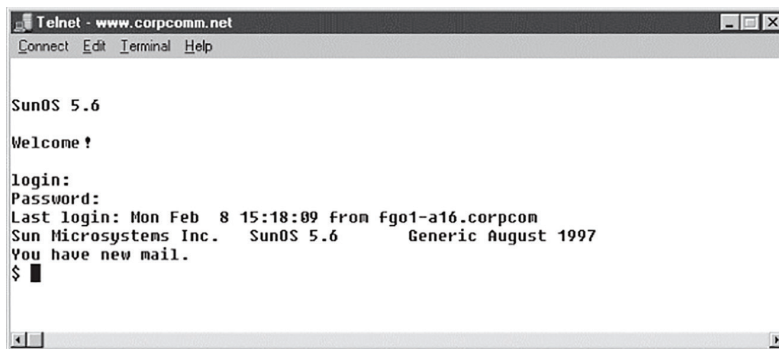 Telnet - www.corpcomm.net
Connect Edit Terminal Help
SunOS 5.6
Welcome!
login:
Password:
Last login: Mon Feb  8 15:18:09 from fgo1-a16.corpcom
Sun Microsystems Inc.   SunOS 5.6       Generic August 1997
You have new mail.
$